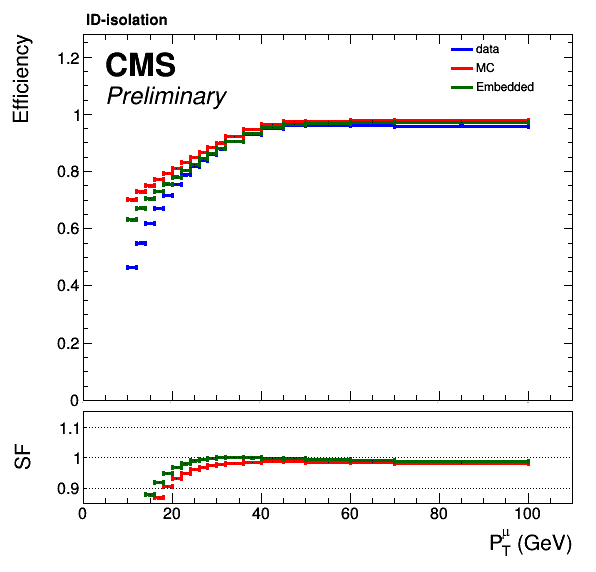 ID-isolation
Efficiency
CMS
Preliminary
data
MC
Embedded
1.2
1
0.8
0.6
0.4
0.2
0
SF
1.1
1
0.9
0 20 40 60 80 100
P_T^μ (GeV)